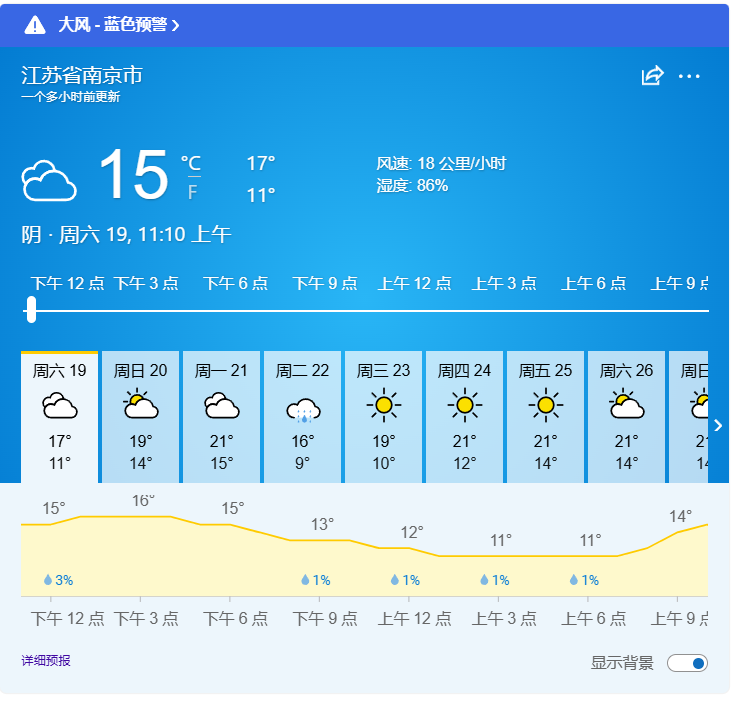 大风 - 蓝色预警
江苏省南京市
一个多小时前更新
15 °C F 17° 11°
风速: 18 公里/小时
湿度: 86%
阴 · 周六 19, 11:10 上午
下午 12 点 下午 3 点 下午 6 点 下午 9 点 上午 12 点 上午 3 点 上午 6 点 上午 9 点
周六 19 周日 20 周一 21 周二 22 周三 23 周四 24 周五 25 周六 26 周日
17° 19° 21° 16° 19° 21° 21° 21° 21
11° 14° 15° 9° 10° 12° 14° 14° 14
15° 16° 15° 13° 12° 11° 11° 14°
3% 1% 1% 1% 1%
下午 12 点 下午 3 点 下午 6 点 下午 9 点 上午 12 点 上午 3 点 上午 6 点 上午 9 点
详细预报 显示背景